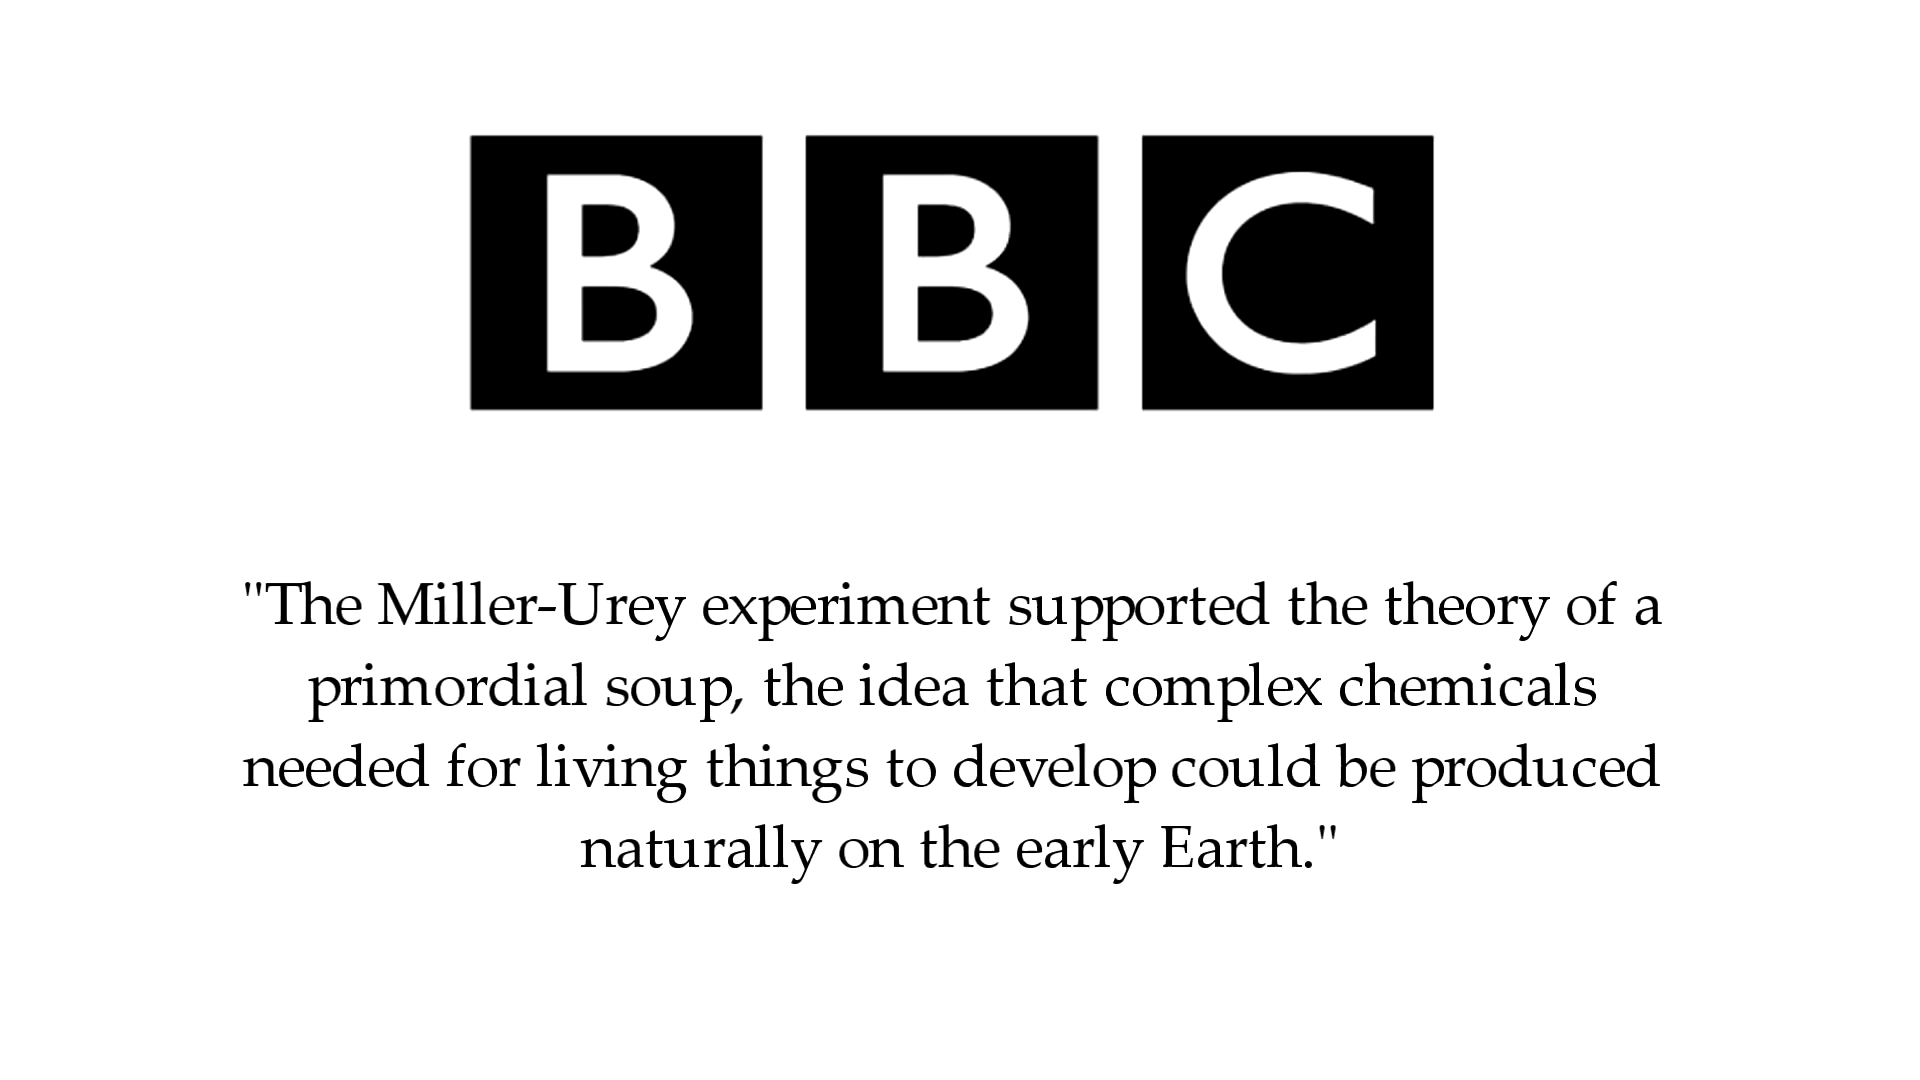 BBC
"The Miller-Urey experiment supported the theory of a
primordial soup, the idea that complex chemicals
needed for living things to develop could be produced
naturally on the early Earth."